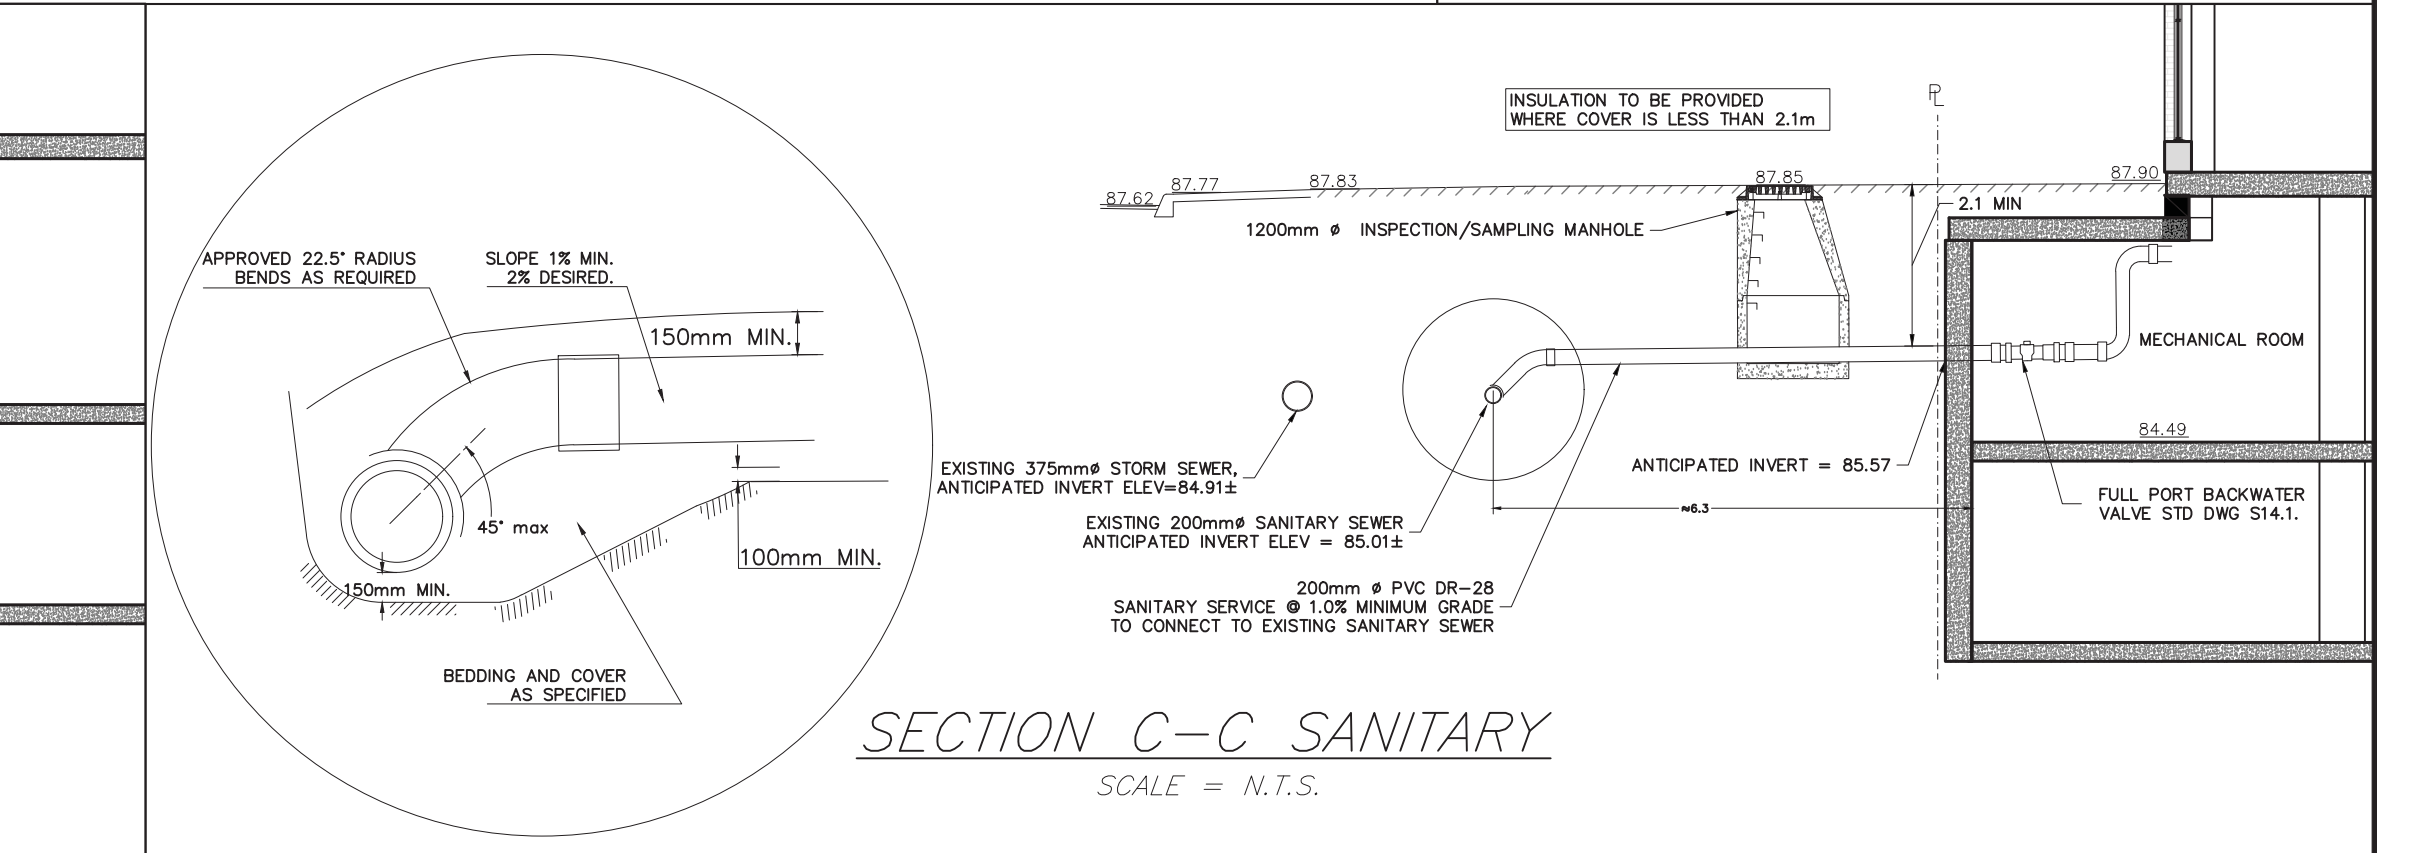 APPROVED 22.5° RADIUS
BENDS AS REQUIRED
SLOPE 1% MIN.
2% DESIRED.
150mm MIN.
45° max
100mm MIN.
150mm MIN.
BEDDING AND COVER
AS SPECIFIED
INSULATION TO BE PROVIDED
WHERE COVER IS LESS THAN 2.1m
PL
87.62
87.77
87.83
87.85
87.90
2.1 MIN
1200mm ø INSPECTION/SAMPLING MANHOLE
MECHANICAL ROOM
84.49
EXISTING 375mmø STORM SEWER,
ANTICIPATED INVERT ELEV=84.91±
ANTICIPATED INVERT = 85.57
EXISTING 200mmø SANITARY SEWER
ANTICIPATED INVERT ELEV = 85.01±
≈6.3
FULL PORT BACKWATER
VALVE STD DWG S14.1.
200mm ø PVC DR-28
SANITARY SERVICE @ 1.0% MINIMUM GRADE
TO CONNECT TO EXISTING SANITARY SEWER
SECTION C-C SANITARY
SCALE = N.T.S.